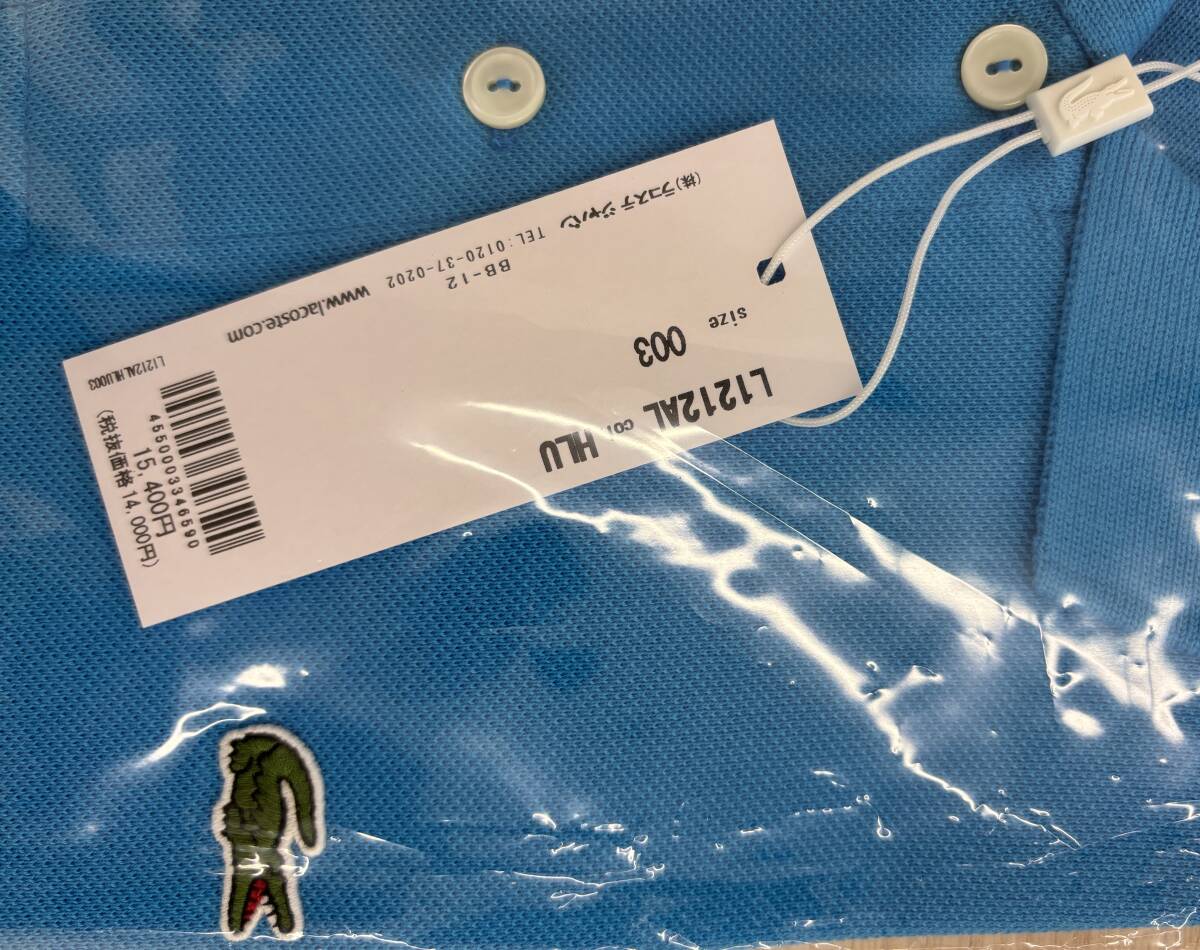 L1212AL col HLU
size 003
BB-12
(株)ラコステ ジャパン TEL:0120-37-0202 www.lacoste.com
L1212ALHLU003
4550003346590
15,400円
(税抜価格 14,000円)